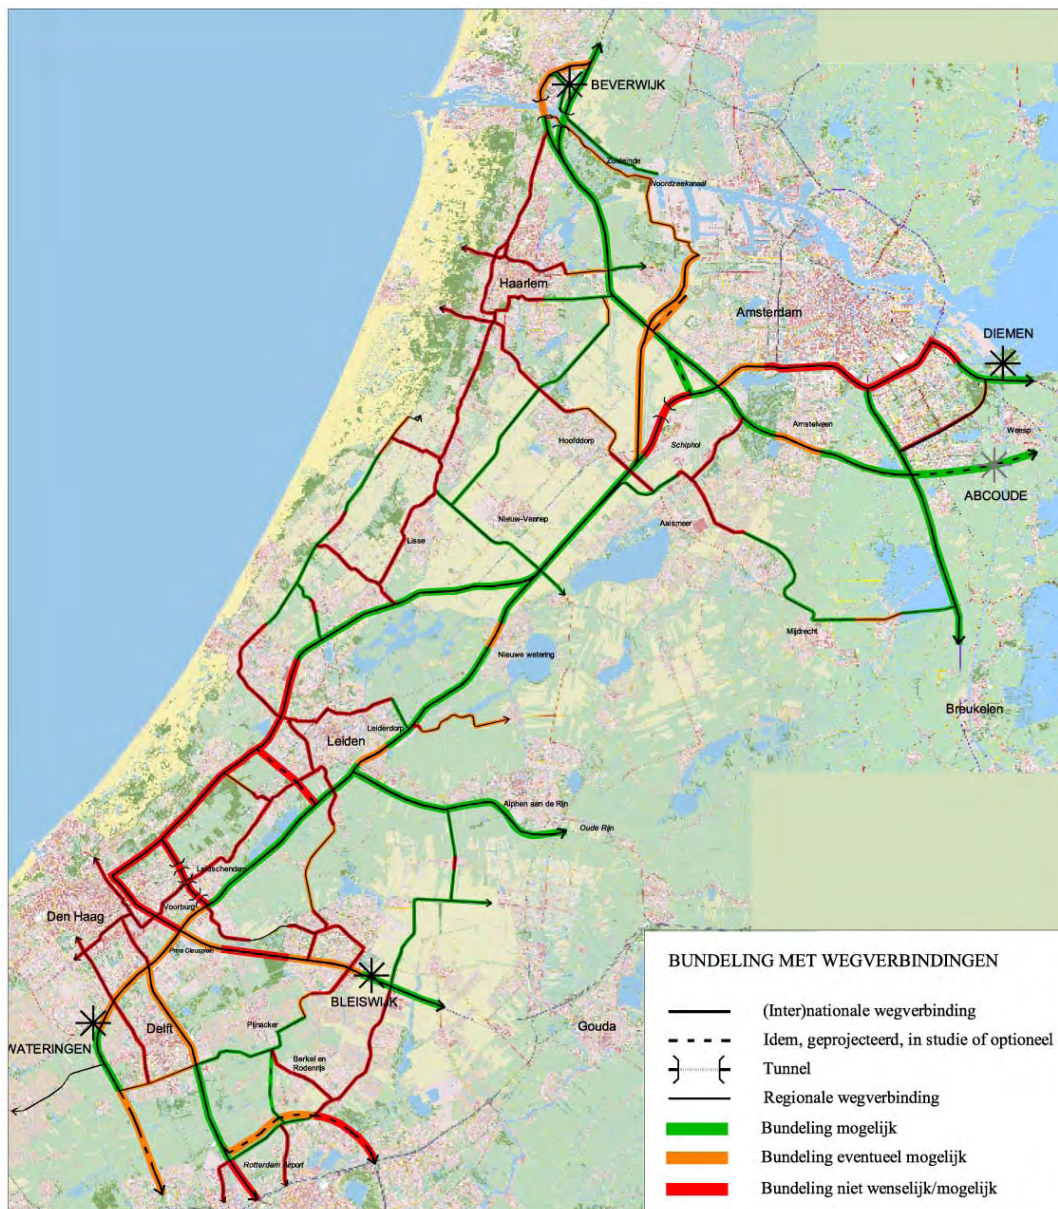 BEVERWIJK
Zuideinde
Noordzeekanaal
Haarlem
Amsterdam
DIEMEN
Hoofddorp
Schiphol
Amstelveen
Weesp
ABCOUDE
Nieuw-Vennep
Aalsmeer
Lisse
Mijdrecht
Nieuwe wetering
Breukelen
Leiderdorp
Leiden
Alphen aan de Rijn
Oude Rijn
Leidschendam
Voorburg
Den Haag
Prins Clausplein
BLEISWIJK
Gouda
Delft
Pijnacker
WATERINGEN
Berkel en
Rodenrijs
Rotterdam Airport
BUNDELING MET WEGVERBINDINGEN
(Inter)nationale wegverbinding
Idem, geprojecteerd, in studie of optioneel
Tunnel
Regionale wegverbinding
Bundeling mogelijk
Bundeling eventueel mogelijk
Bundeling niet wenselijk/mogelijk